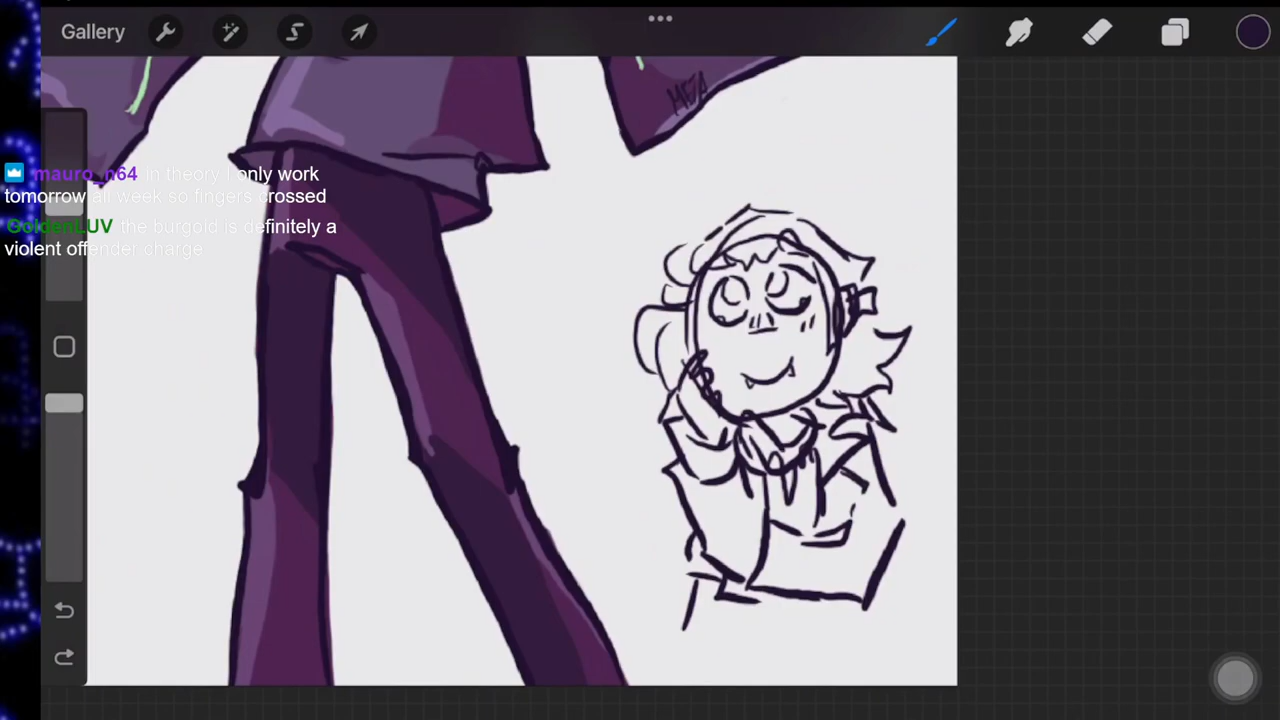 Gallery
mauro_n64 in theory I only work
tomorrow all week so fingers crossed
GoldenLUV the burgoid is definitely a
violent offender charge